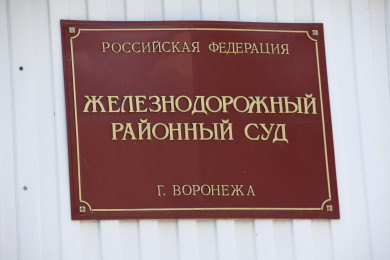 РОССИЙСКАЯ ФЕДЕРАЦИЯ
ЖЕЛЕЗНОДОРОЖНЫЙ
РАЙОННЫЙ СУД
Г. ВОРОНЕЖА